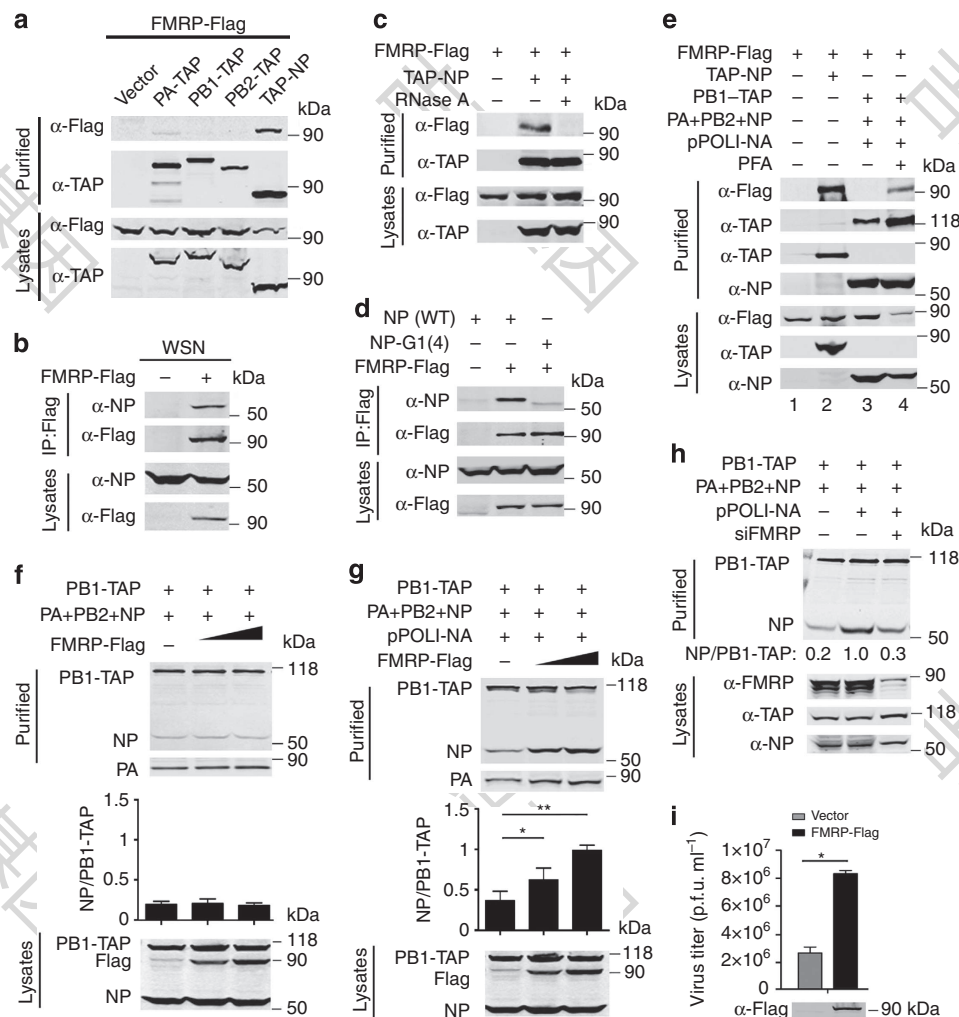 a
FMRP-Flag
Vector
PA-TAP
PB1-TAP
PB2-TAP
TAP-NP
kDa
Purified
α-Flag
90
α-TAP
90
Lysates
α-Flag
90
α-TAP
90
b
WSN
FMRP-Flag – + kDa
IP:Flag
α-NP
50
α-Flag
90
Lysates
α-NP
50
α-Flag
90
c
FMRP-Flag + + +
TAP-NP – + +
RNase A – – + kDa
Purified
α-Flag
90
α-TAP
90
Lysates
α-Flag
90
α-TAP
90
d
NP (WT) + + –
NP-G1(4) – – +
FMRP-Flag – + +
kDa
IP:Flag
α-NP
50
α-Flag
90
Lysates
α-NP
50
α-Flag
90
e
FMRP-Flag + + + +
TAP-NP – + – –
PB1–TAP – – + +
PA+PB2+NP – – + +
pPOLI-NA – – + +
PFA – – – + kDa
Purified
α-Flag
90
α-TAP
118
α-TAP
90
α-NP
50
Lysates
α-Flag
90
α-TAP
90
α-NP
50
1 2 3 4
f
PB1-TAP + + +
PA+PB2+NP + + +
FMRP-Flag –
kDa
Purified
PB1-TAP
118
NP
50
PA
90
NP/PB1-TAP
1.5
1
0.5
0
kDa
Lysates
PB1-TAP
118
Flag
90
NP
50
g
PB1-TAP + + +
PA+PB2+NP + + +
pPOLI-NA + + +
FMRP-Flag –
kDa
Purified
PB1-TAP
118
NP
50
PA
90
NP/PB1-TAP
1.5
1
0.5
0
*
**
kDa
Lysates
PB1-TAP
118
Flag
90
NP
50
h
PB1-TAP + + +
PA+PB2+NP + + +
pPOLI-NA – + +
siFMRP – – +
kDa
Purified
PB1-TAP
118
NP
50
NP/PB1-TAP: 0.2 1.0 0.3
Lysates
α-FMRP
90
α-TAP
118
α-NP
50
i
Vector
FMRP-Flag
Virus titer (p.f.u. ml⁻¹)
1×10⁷
8×10⁶
6×10⁶
4×10⁶
2×10⁶
0
*
α-Flag
90 kDa